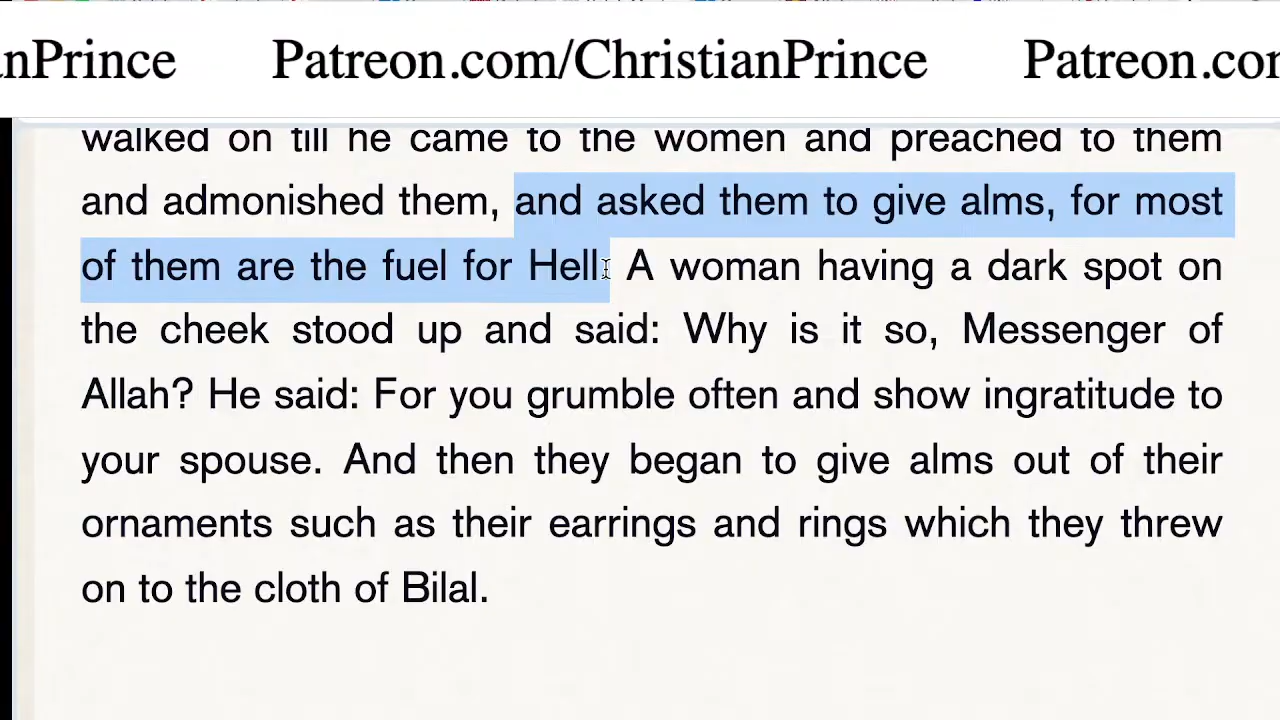 nPrince Patreon.com/ChristianPrince Patreon.co
walked on till he came to the women and preached to them
and admonished them, and asked them to give alms, for most
of them are the fuel for Hell. A woman having a dark spot on
the cheek stood up and said: Why is it so, Messenger of
Allah? He said: For you grumble often and show ingratitude to
your spouse. And then they began to give alms out of their
ornaments such as their earrings and rings which they threw
on to the cloth of Bilal.